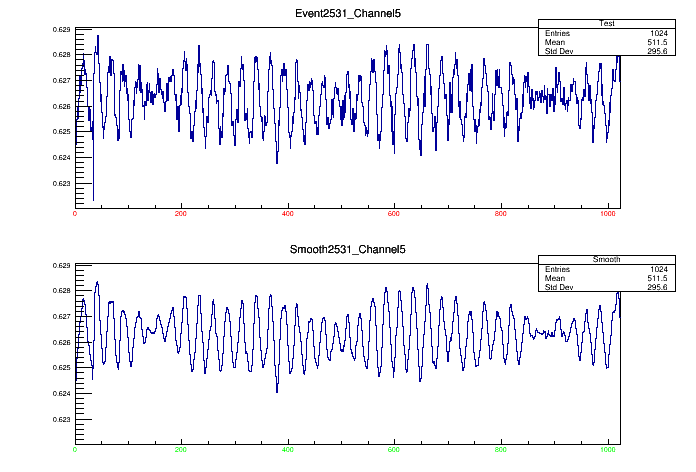 Event2531_Channel5
Test
Entries 1024
Mean 511.5
Std Dev 295.6
0.629
0.628
0.627
0.626
0.625
0.624
0.623
0 200 400 600 800 1000
Smooth2531_Channel5
Smooth
Entries 1024
Mean 511.5
Std Dev 295.6
0.629
0.628
0.627
0.626
0.625
0.624
0.623
0 200 400 600 800 1000